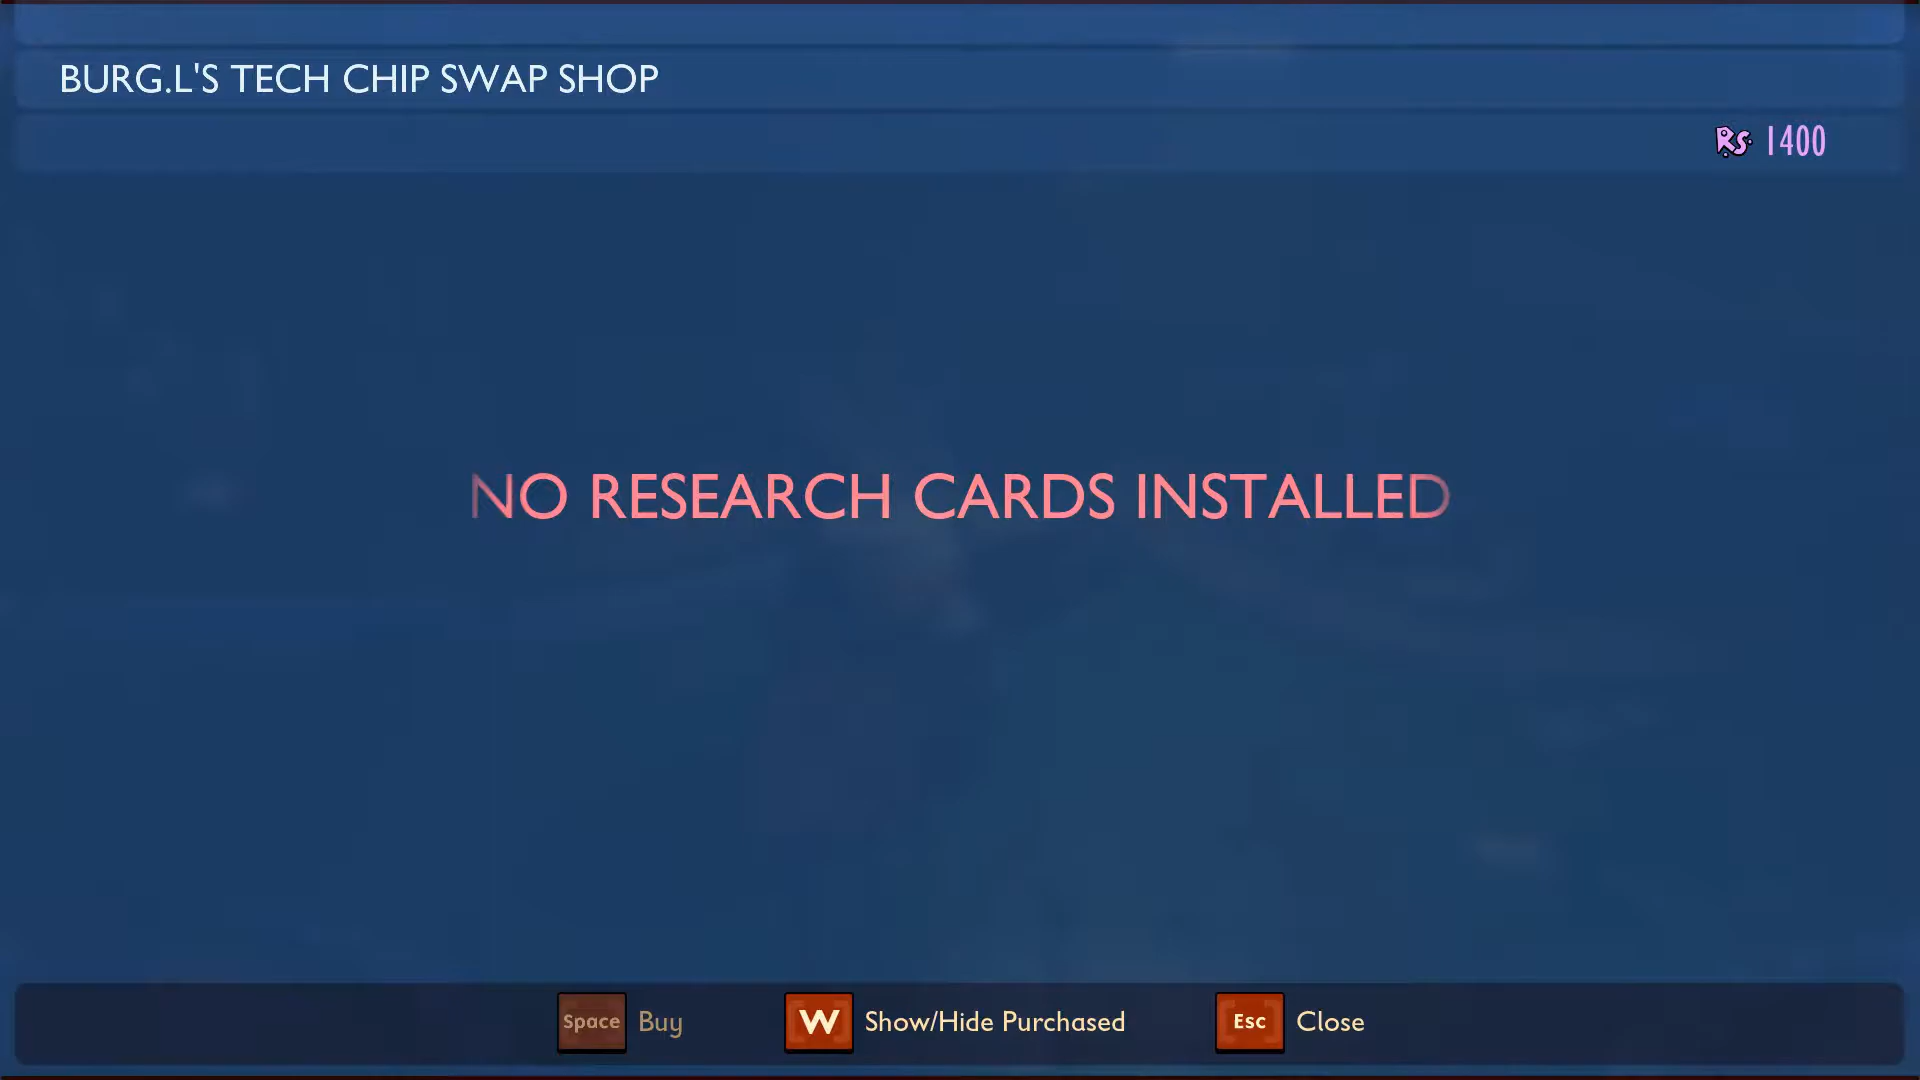 BURG.L'S TECH CHIP SWAP SHOP
Rs 1400
NO RESEARCH CARDS INSTALLED
Space Buy W Show/Hide Purchased Esc Close